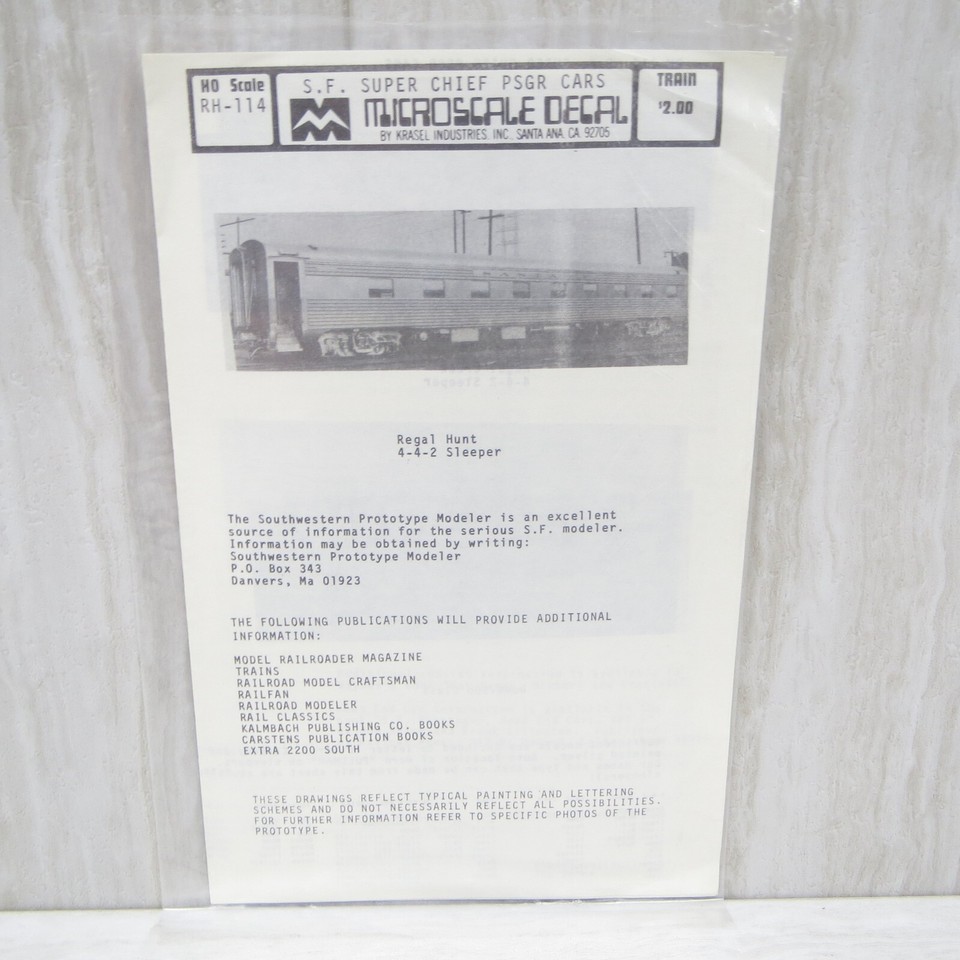 HO Scale
RH-114
S.F. SUPER CHIEF PSGR CARS
MICROSCALE DECAL
BY KRASEL INDUSTRIES, INC. SANTA ANA, CA. 92705
TRAIN
$2.00
Regal Hunt
4-4-2 Sleeper
The Southwestern Prototype Modeler is an excellent
source of information for the serious S.F. modeler.
Information may be obtained by writing:
Southwestern Prototype Modeler
P.O. Box 343
Danvers, Ma 01923
THE FOLLOWING PUBLICATIONS WILL PROVIDE ADDITIONAL
INFORMATION:
MODEL RAILROADER MAGAZINE
TRAINS
RAILROAD MODEL CRAFTSMAN
RAILFAN
RAILROAD MODELER
RAIL CLASSICS
KALMBACH PUBLISHING CO. BOOKS
CARSTENS PUBLICATION BOOKS
EXTRA 2200 SOUTH
THESE DRAWINGS REFLECT TYPICAL PAINTING AND LETTERING
SCHEMES AND DO NOT NECESSARILY REFLECT ALL POSSIBILITIES.
FOR FURTHER INFORMATION REFER TO SPECIFIC PHOTOS OF THE
PROTOTYPE.